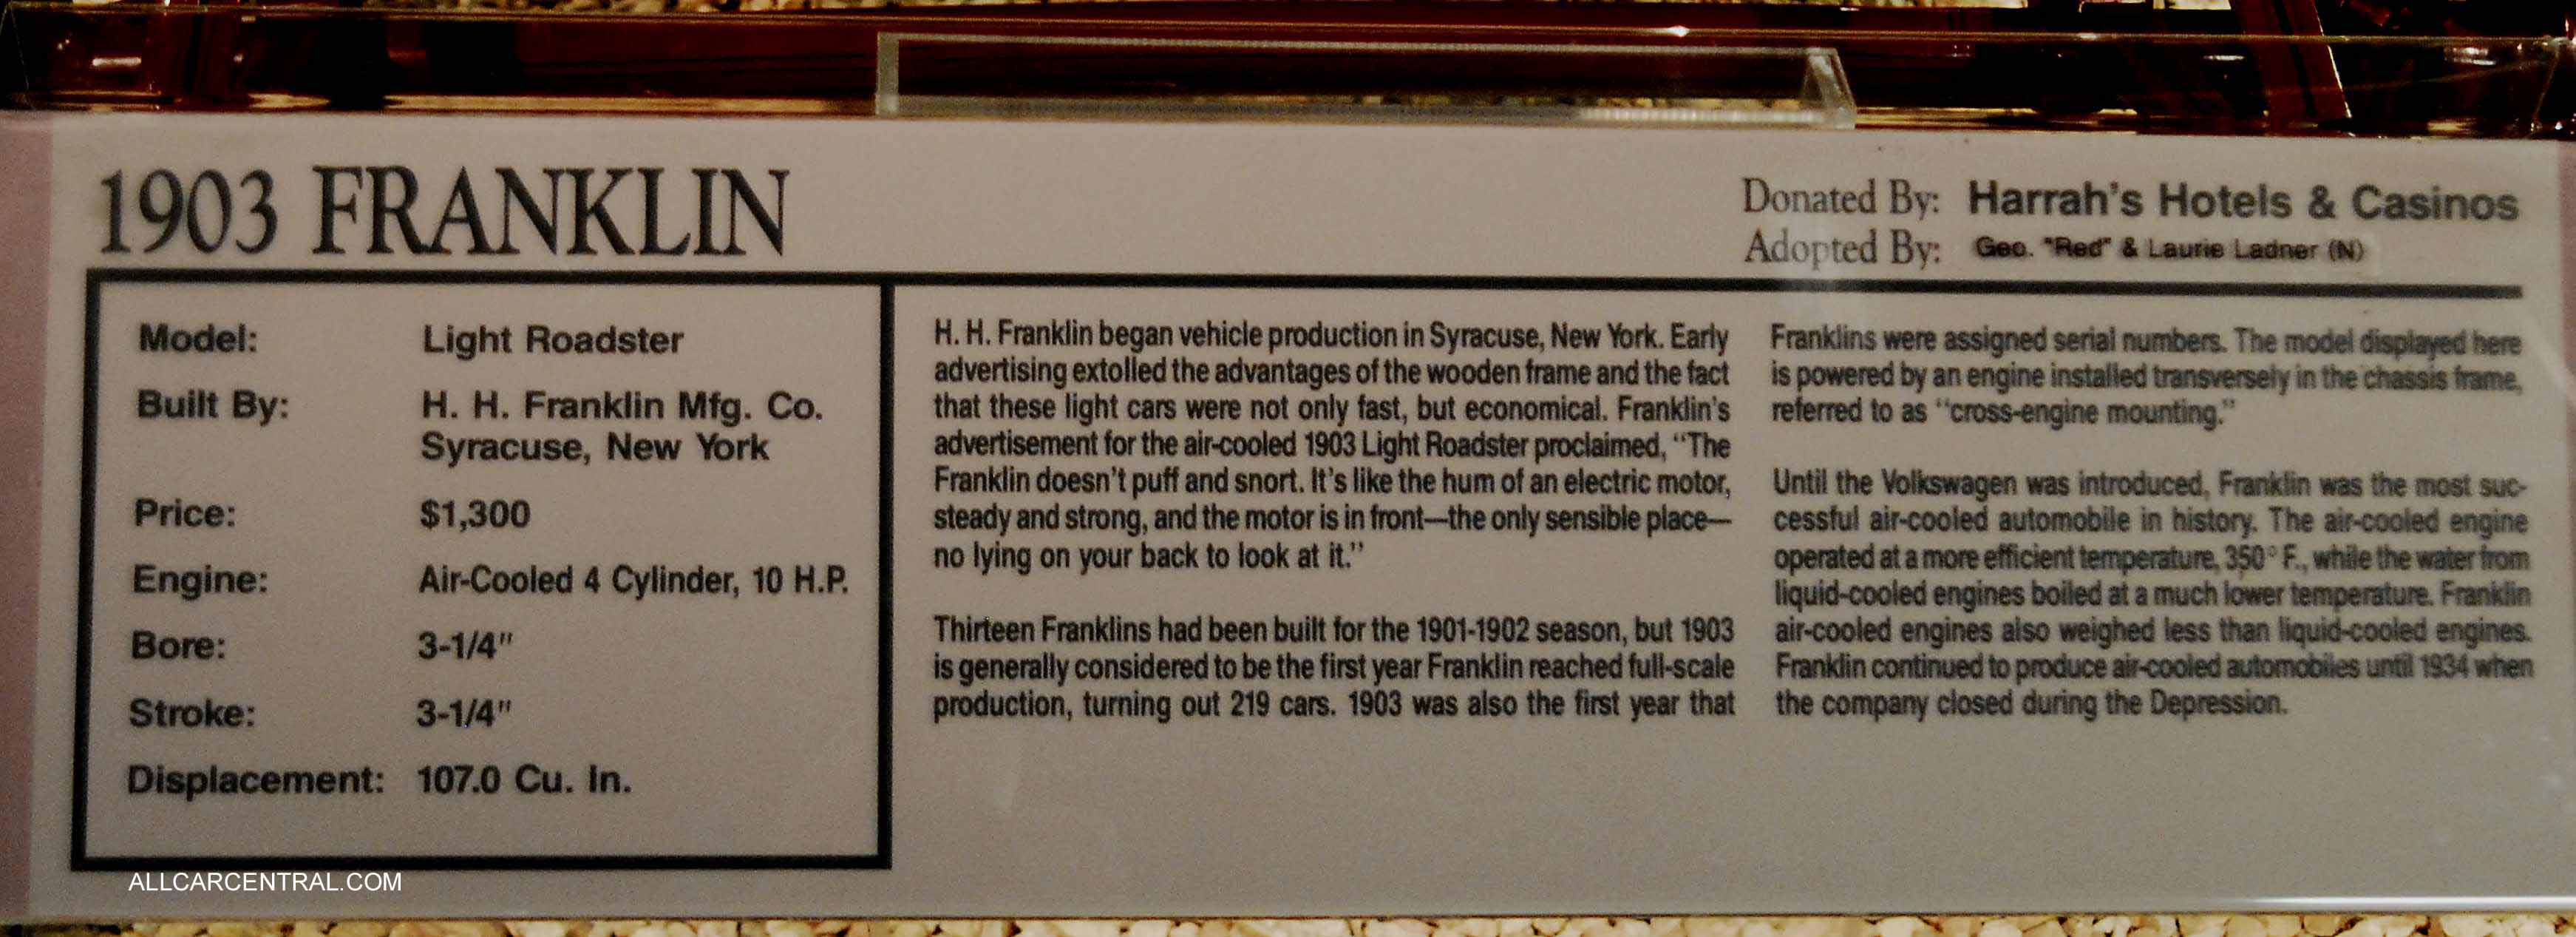 1903 FRANKLIN
Donated By: Harrah's Hotels & Casinos
Adopted By: Geo. "Red" & Laurie Ladner (N)
Model: Light Roadster
Built By: H. H. Franklin Mfg. Co.
Syracuse, New York
Price: $1,300
Engine: Air-Cooled 4 Cylinder, 10 H.P.
Bore: 3-1/4"
Stroke: 3-1/4"
Displacement: 107.0 Cu. In.
H. H. Franklin began vehicle production in Syracuse, New York. Early
advertising extolled the advantages of the wooden frame and the fact
that these light cars were not only fast, but economical. Franklin's
advertisement for the air-cooled 1903 Light Roadster proclaimed, "The
Franklin doesn't puff and snort. It's like the hum of an electric motor,
steady and strong, and the motor is in front—the only sensible place—
no lying on your back to look at it."
Thirteen Franklins had been built for the 1901-1902 season, but 1903
is generally considered to be the first year Franklin reached full-scale
production, turning out 219 cars. 1903 was also the first year that
Franklins were assigned serial numbers. The model displayed here
is powered by an engine installed transversely in the chassis frame,
referred to as "cross-engine mounting."
Until the Volkswagen was introduced, Franklin was the most suc-
cessful air-cooled automobile in history. The air-cooled engine
operated at a more efficient temperature, 350° F., while the water from
liquid-cooled engines boiled at a much lower temperature. Franklin
air-cooled engines also weighed less than liquid-cooled engines.
Franklin continued to produce air-cooled automobiles until 1934 when
the company closed during the Depression.
ALLCARCENTRAL.COM